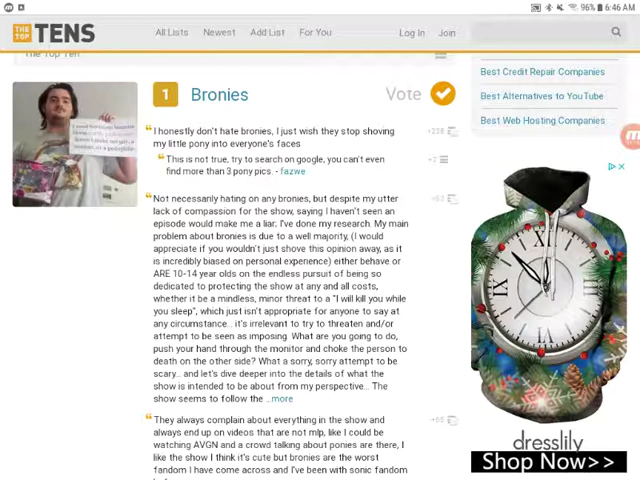 6:46 AM
96%
THE TOP TENS
All Lists Newest Add List For You
Log In Join
The Top Ten
Best Credit Repair Companies
Best Alternatives to YouTube
Best Web Hosting Companies
1 Bronies
Vote
I honestly don't hate bronies, I just wish they stop shoving
my little pony into everyone's faces
+238
This is not true, try to search on google, you can't even
find more than 3 pony pics. - fazwe
+2
Not necessarily hating on any bronies, but despite my utter
lack of compassion for the show, saying I haven't seen an
episode would make me a liar. I've done my research. My main
problem about bronies is due to a well majority, (I would
appreciate if you wouldn't just shove this opinion away, as it
is incredibly biased on personal experience) either behave or
ARE 10-14 year olds on the endless pursuit of being so
dedicated to protecting the show at any and all costs,
whether it be a mindless, minor threat to a "I will kill you while
you sleep", which just isn't appropriate for anyone to say at
any circumstance... it's irrelevant to try to threaten and/or
attempt to be seen as imposing. What are you going to do,
push your hand through the monitor and choke the person to
death on the other side? What a sorry, sorry attempt to be
scary... and let's dive deeper into the details of what the
show is intended to be about from my perspective... The
show seems to follow the ...more
They always complain about everything in the show and
always end up on videos that are not mlp, like I could be
watching AVGN and a crowd talking about ponies are there, I
like the show I think it's cute but bronies are the worst
fandom I have come across and I've been with sonic fandom
dresslily
Shop Now>>